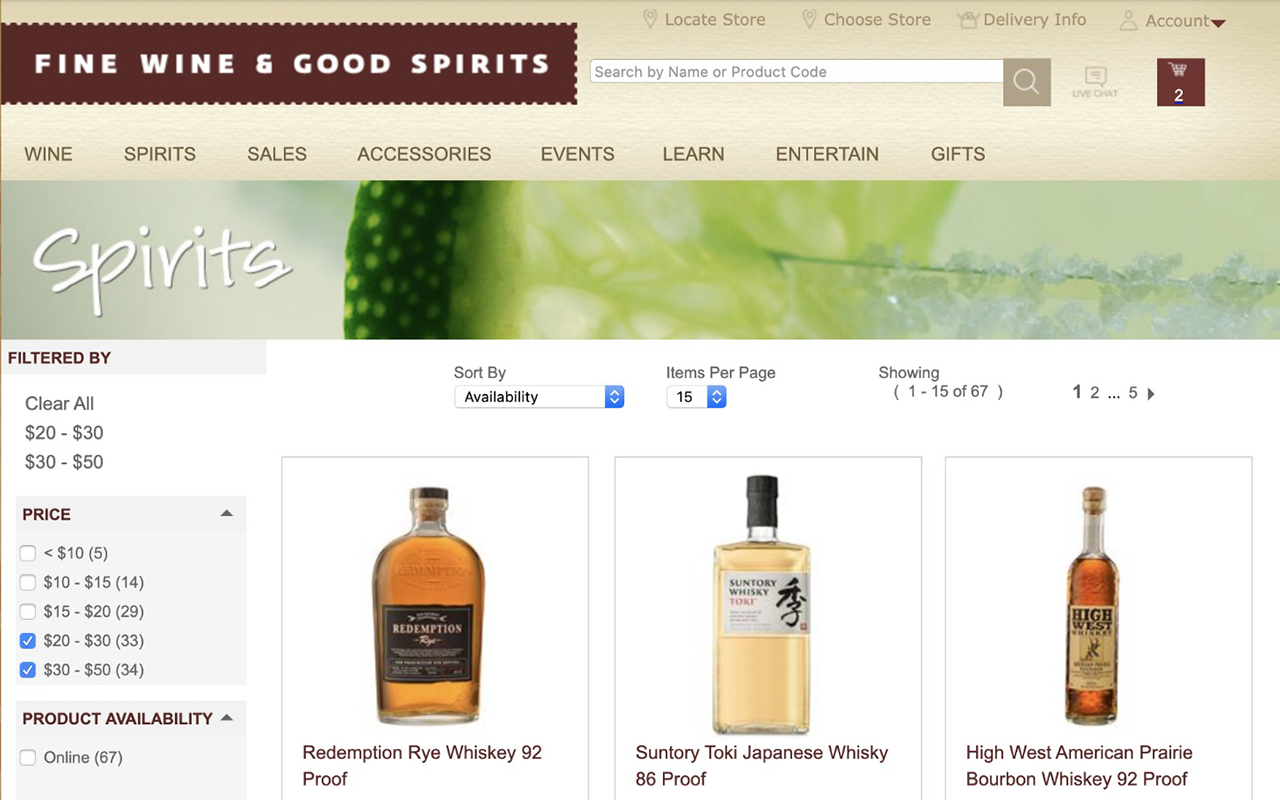 Locate Store Choose Store Delivery Info Account
FINE WINE & GOOD SPIRITS
Search by Name or Product Code
LIVE CHAT
2
WINE SPIRITS SALES ACCESSORIES EVENTS LEARN ENTERTAIN GIFTS
Spirits
FILTERED BY
Clear All
$20 - $30
$30 - $50
PRICE
< $10 (5)
$10 - $15 (14)
$15 - $20 (29)
$20 - $30 (33)
$30 - $50 (34)
PRODUCT AVAILABILITY
Online (67)
Sort By
Availability
Items Per Page
15
Showing
( 1 - 15 of 67 )
1 2 ... 5
REDEMPTION
Rye
Redemption Rye Whiskey 92
Proof
SUNTORY
WHISKY
TOKI
季
Suntory Toki Japanese Whisky
86 Proof
HIGH
WEST
WHISKEY
High West American Prairie
Bourbon Whiskey 92 Proof